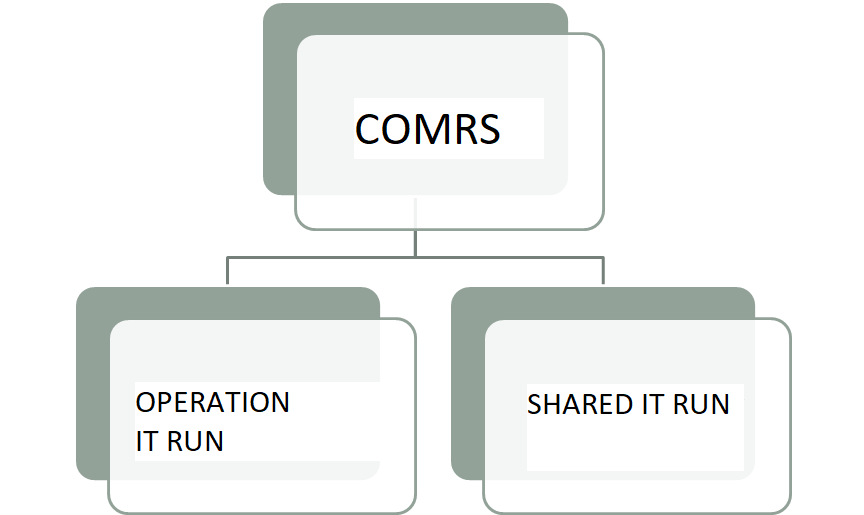 COMRS
OPERATION
IT RUN
SHARED IT RUN